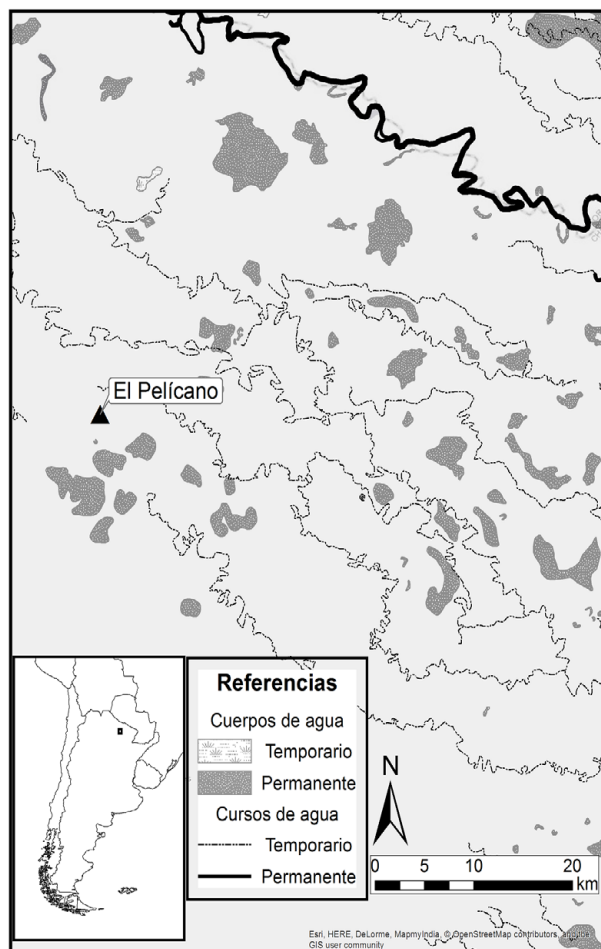 El Pelícano
Referencias
Cuerpos de agua
Temporario
Permanente
Cursos de agua
Temporario
Permanente
N
0 5 10 20
km
Esri, HERE, DeLorme, MapmyIndia, © OpenStreetMap contributors, and the
GIS user community